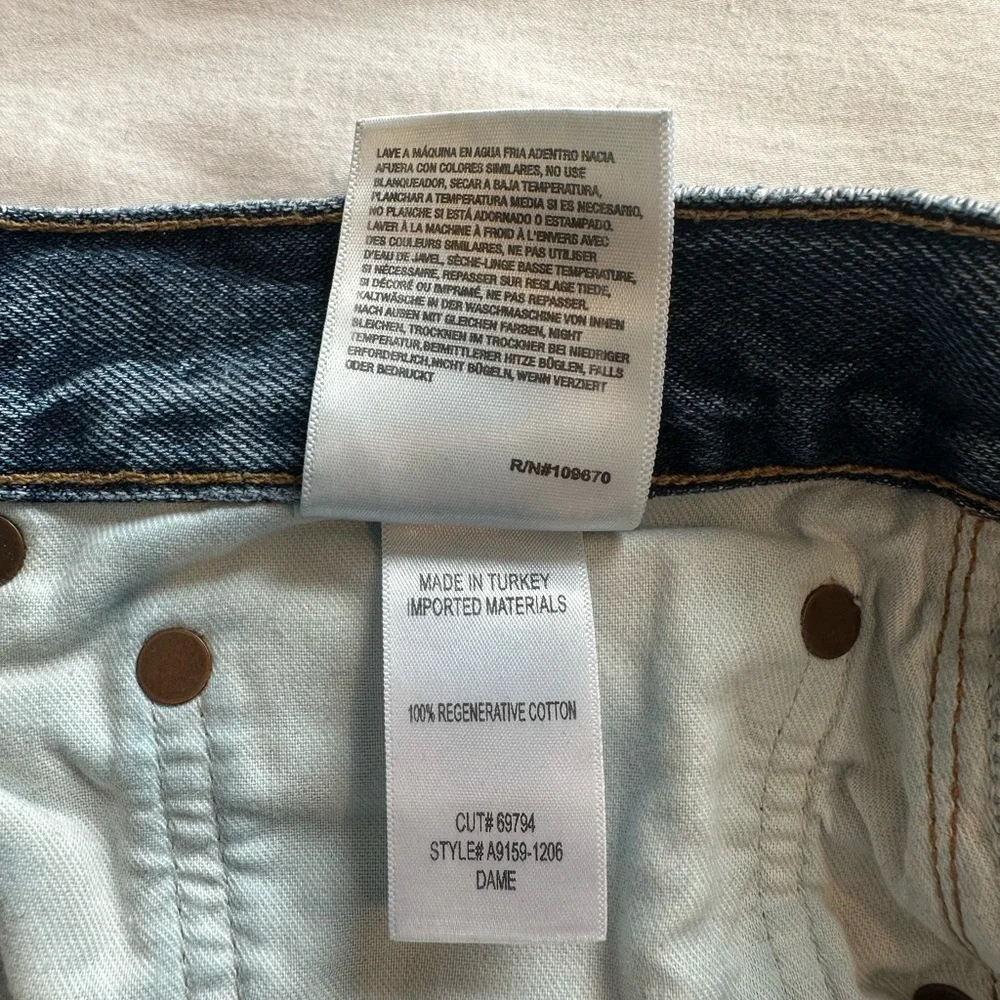 LAVE A MÁQUINA EN AGUA FRIA ADENTRO HACIA
AFUERA CON COLORES SIMILARES, NO USE
BLANQUEADOR, SECAR A BAJA TEMPERATURA,
PLANCHAR A TEMPERATURA MEDIA SI ES NECESARIO,
NO PLANCHE SI ESTÁ ADORNADO O ESTAMPADO.
LAVER À LA MACHINE À FROID À L'ENVERS AVEC
DES COULEURS SIMILAIRES, NE PAS UTILISER
D'EAU DE JAVEL, SÈCHE-LINGE BASSE TEMPERATURE,
SI NÉCESSAIRE, REPASSER SUR REGLAGE TIEDE,
SI DÉCORÉ OU IMPRIMÉ, NE PAS REPASSER.
KALTWÄSCHE IN DER WASCHMASCHINE VON INNEN
NACH AUßEN MIT GLEICHEN FARBEN, NIGHT
BLEICHEN, TROCKNEN IM TROCKNER BEI NIEDRIGER
TEMPERATUR, BEIMITTLERER HITZE BÜGLEN, FALLS
ERFORDERLICH, NICHT BÜGELN, WENN VERZIERT
ODER BEDRUCKT
R/N#109670
MADE IN TURKEY
IMPORTED MATERIALS
100% REGENERATIVE COTTON
CUT# 69794
STYLE# A9159-1206
DAME